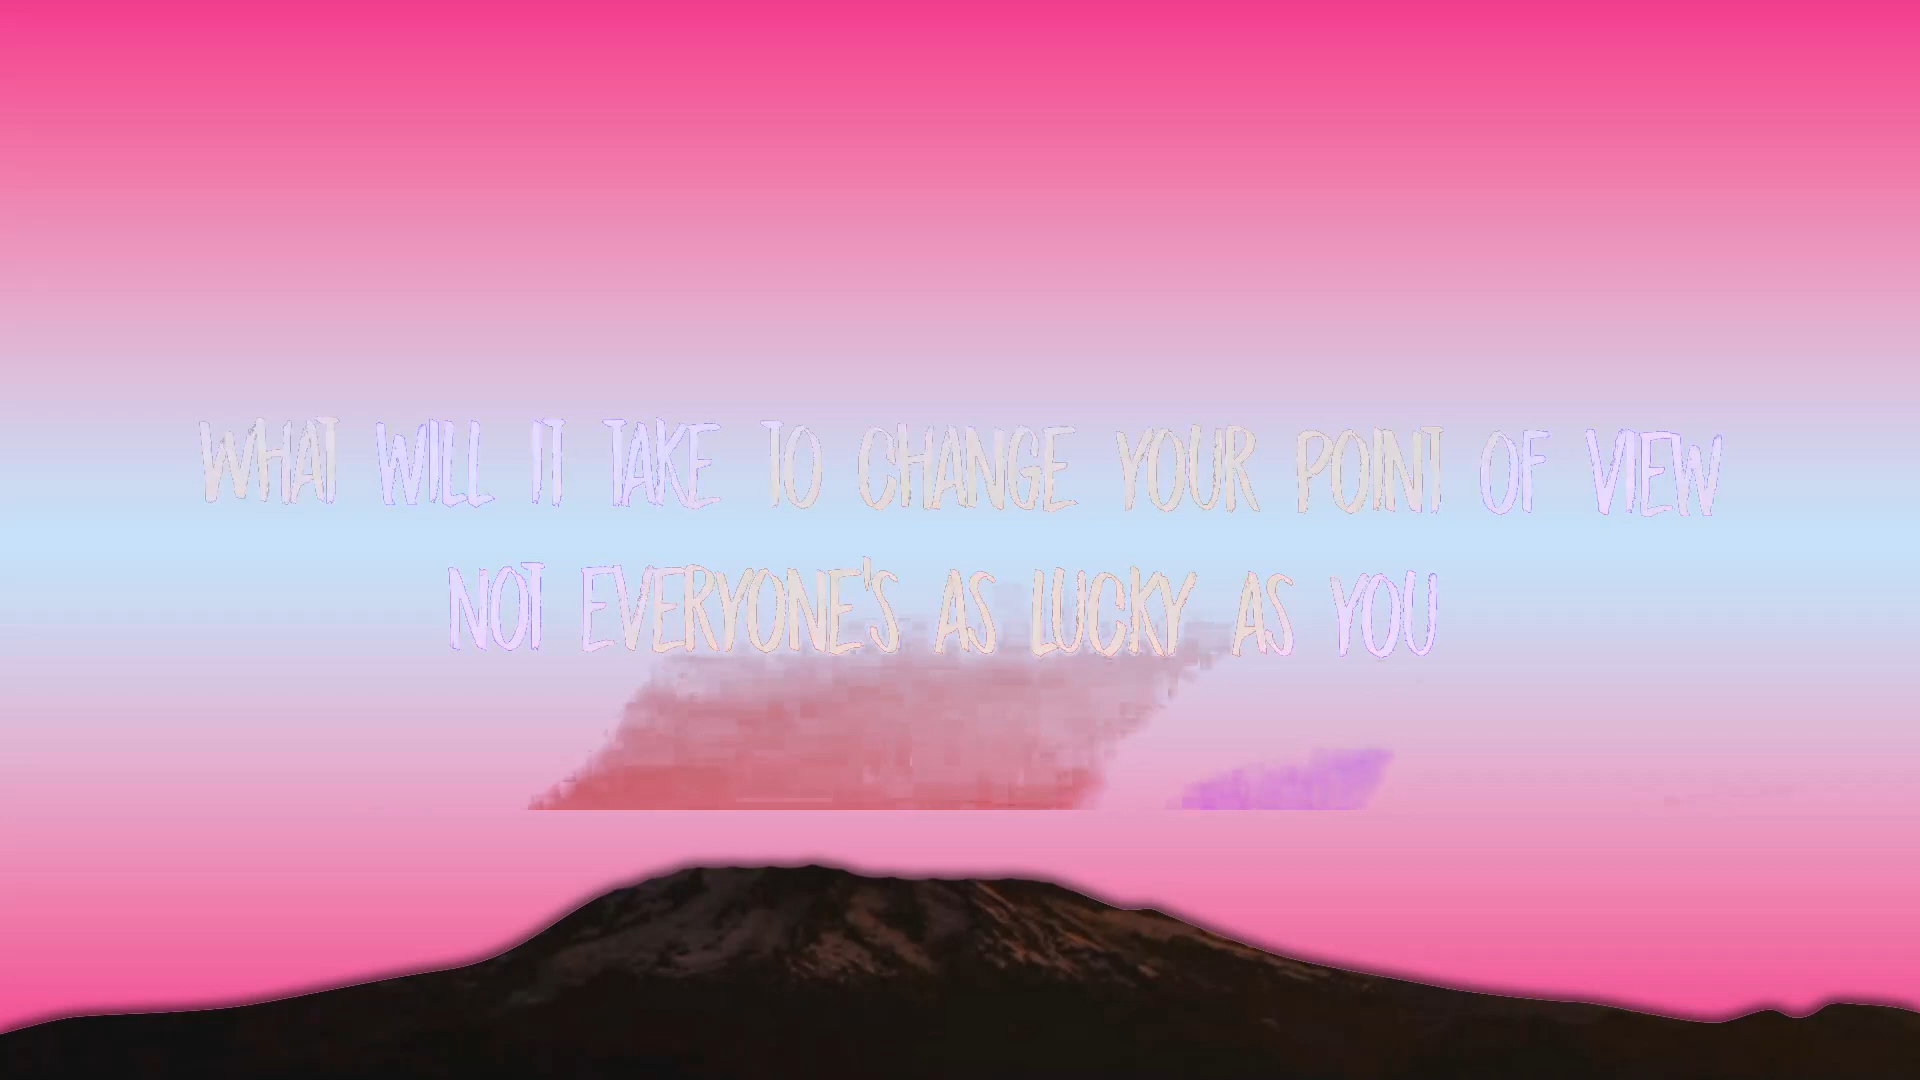 WHAT WILL IT TAKE TO CHANGE YOUR POINT OF VIEW
NOT EVERYONE'S AS LUCKY AS YOU